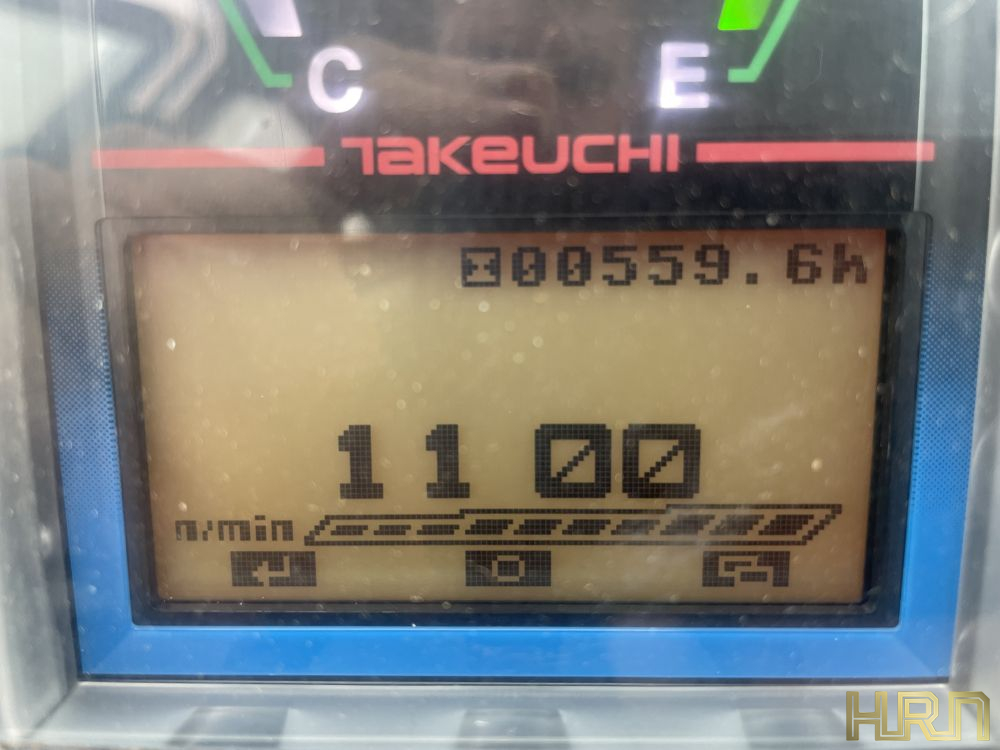 C E
TAKEUCHI
00559.6h
1100
n/min
HRN